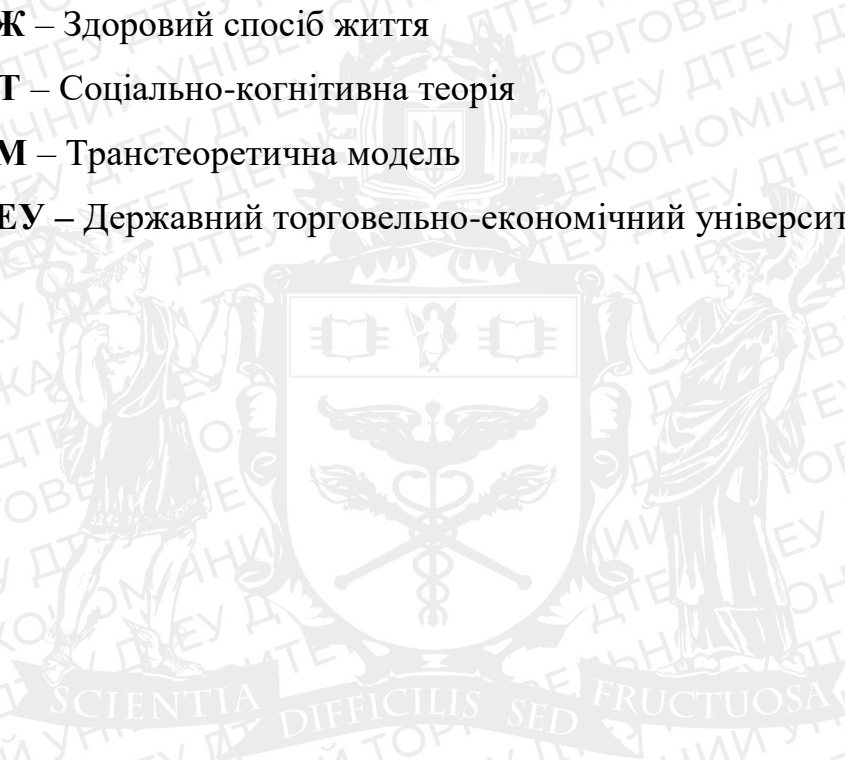 Ж – Здоровий спосіб життя
Т – Соціально-когнітивна теорія
М – Транстеоретична модель
ЕУ – Державний торговельно-економічний університ
SCIENTIA DIFFICILIS SED FRUCTUOSA